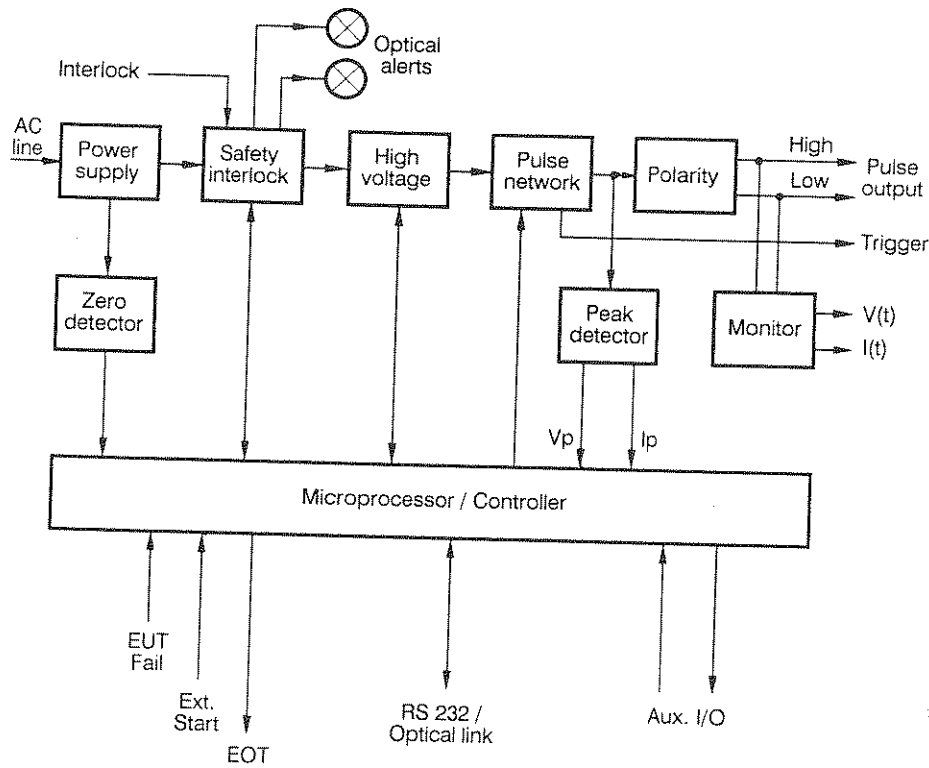 Optical
alerts
Interlock
AC
line
Power
supply
Safety
interlock
High
voltage
Pulse
network
Polarity
High
Low
Pulse
output
Trigger
Zero
detector
Peak
detector
Monitor
V(t)
I(t)
Vp
Ip
Microprocessor / Controller
EUT
Fail
Ext.
Start
EOT
RS 232 /
Optical link
Aux. I/O